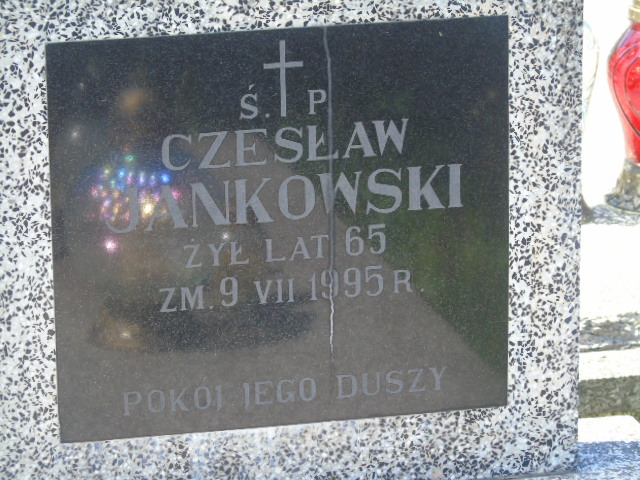 Ś. P
CZESŁAW
JANKOWSKI
ŻYŁ LAT 65
ZM. 9 VII 1995 R.
POKÓJ JEGO DUSZY